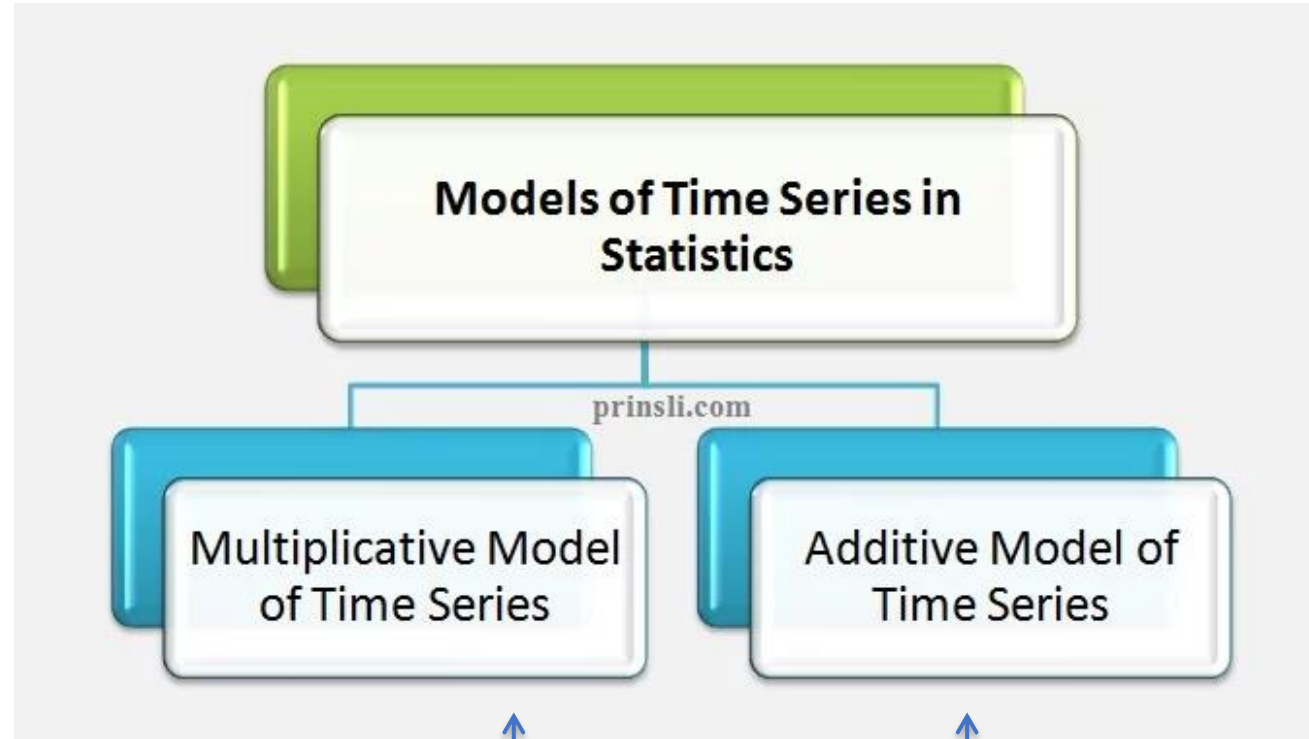 Models of Time Series in
Statistics
prinsli.com
Multiplicative Model
of Time Series
Additive Model of
Time Series